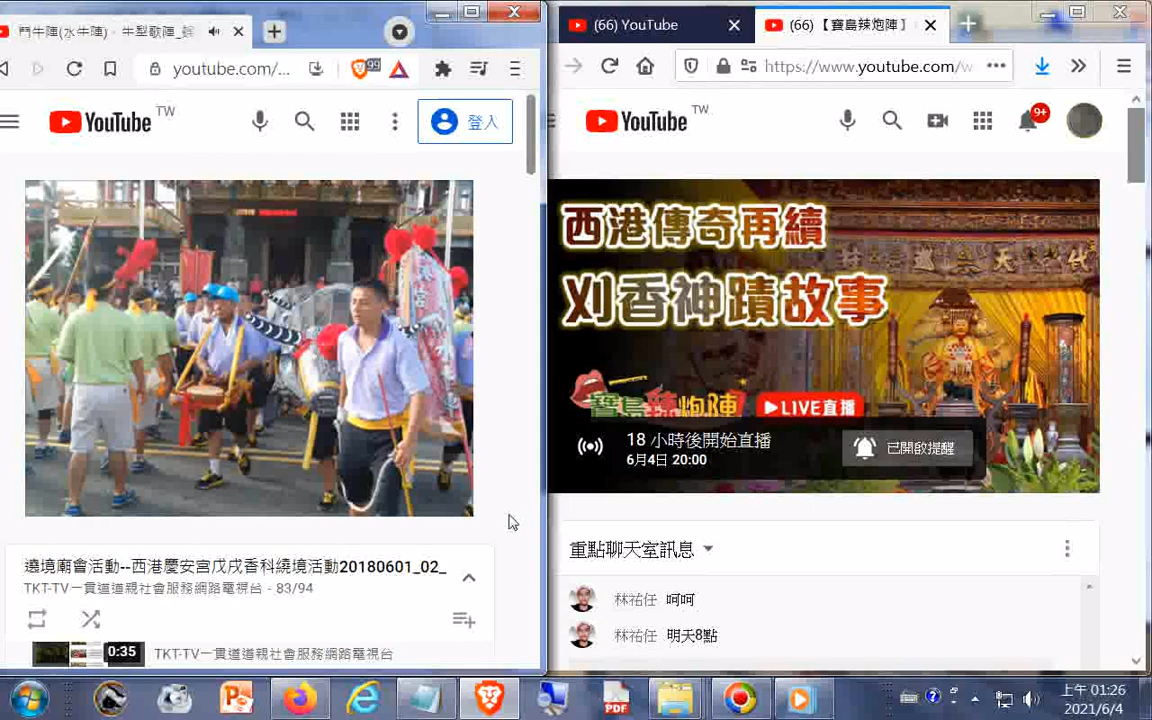 鬥牛陣(水牛陣)
牛犁歌陣_
youtube.com/...
99
YouTube TW
登入
遶境廟會活動--西港慶安宮戊戌香科繞境活動20180601_02_
TKT-TV一貫道道親社會服務網路電視台 - 83/94
0:35
TKT-TV一貫道道親社會服務網路電視台
(66) YouTube
(66) 【寶島辣炮陣】
https://www.youtube.com/w
YouTube TW
9+
西港傳奇再續
刈香神蹟故事
寶島辣炮陣
LIVE直播
18 小時後開始直播
6月4日 20:00
已開啟提醒
重點聊天室訊息
林祐任 呵呵
林祐任 明天8點
PDF
上午 01:26
2021/6/4